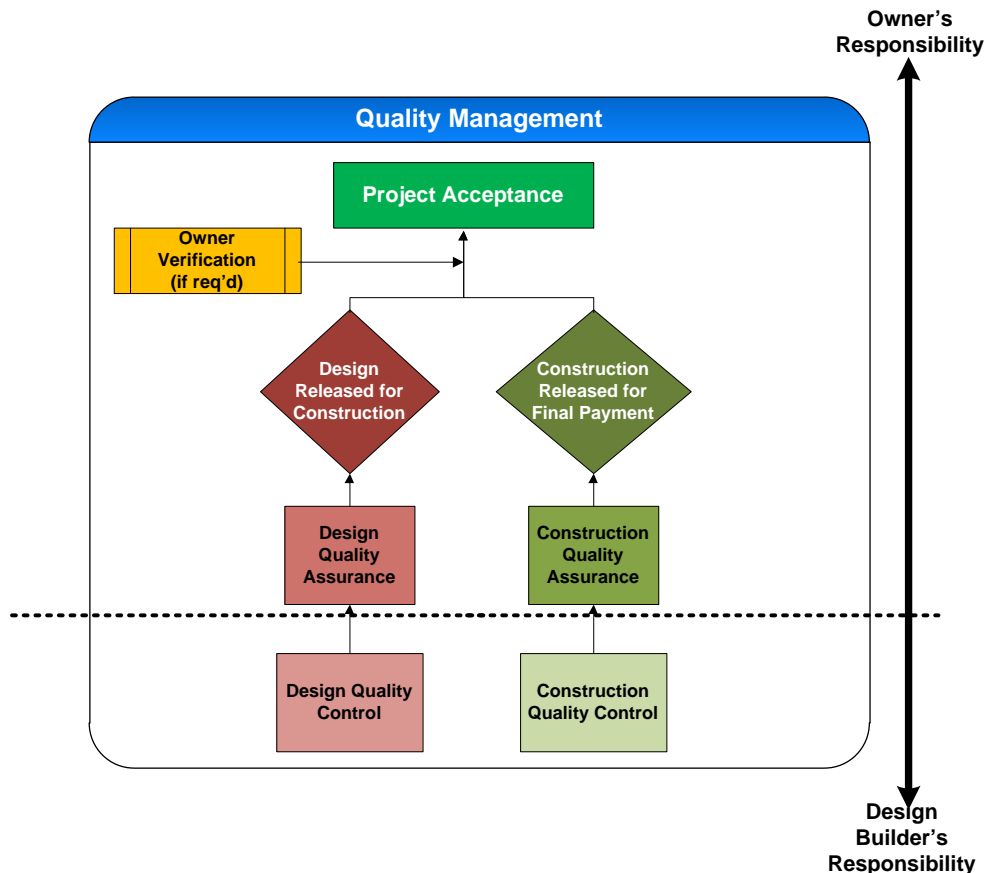 Owner's
Responsibility
Quality Management
Project Acceptance
Owner
Verification
(if req'd)
Design
Released for
Construction
Construction
Released for
Final Payment
Design
Quality
Assurance
Construction
Quality
Assurance
Design Quality
Control
Construction
Quality Control
Design
Builder's
Responsibility